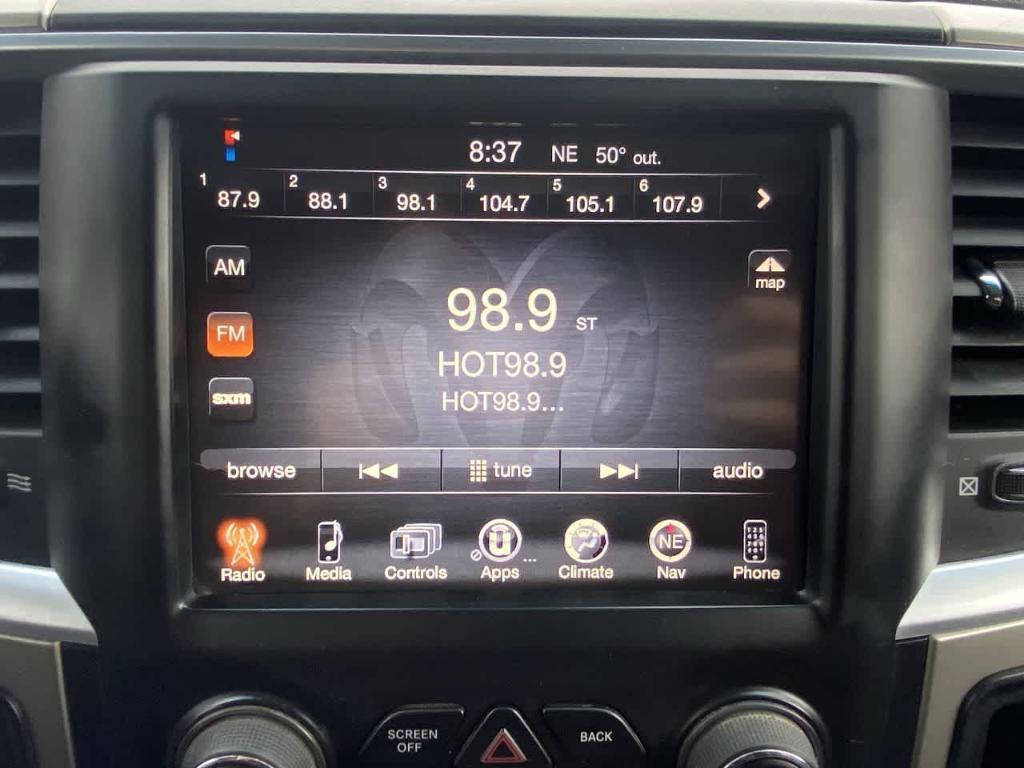 8:37 NE 50° out.
1 87.9 2 88.1 3 98.1 4 104.7 5 105.1 6 107.9
AM
map
98.9 ST
FM
HOT98.9
sxm
HOT98.9...
browse tune audio
NE
Radio Media Controls Apps ... Climate Nav Phone
SCREEN
OFF
BACK